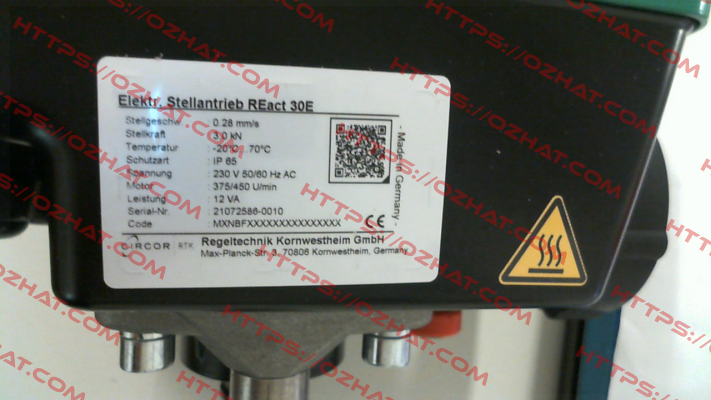 Elektr. Stellantrieb REact 30E
Stellgeschw. : 0.28 mm/s
Stellkraft : 3.0 kN
Temperatur : -20°C...70°C
Schutzart : IP 65
Spannung : 230 V 50/60 Hz AC
Motor : 375/450 U/min
Leistung : 12 VA
Serial-Nr. : 21072586-0010
Code : MXNBFXXXXXXXXXXXXXXX
- Made in Germany -
CE
CIRCOR RTK Regeltechnik Kornwestheim GmbH
Max-Planck-Str. 3, 70806 Kornwestheim, Germany
HTTPS://OZHAT.COM